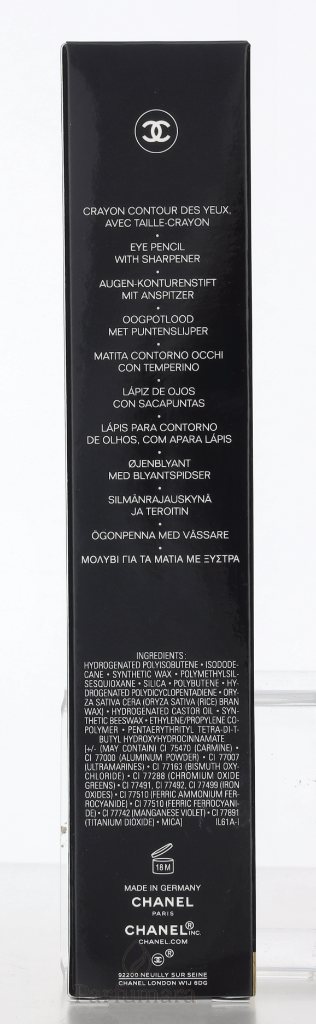 CRAYON CONTOUR DES YEUX,
AVEC TAILLE-CRAYON
•
EYE PENCIL
WITH SHARPENER
•
AUGEN-KONTURENSTIFT
MIT ANSPITZER
•
OOGPOTLOOD
MET PUNTENSLIJPER
•
MATITA CONTORNO OCCHI
CON TEMPERINO
•
LÁPIZ DE OJOS
CON SACAPUNTAS
•
LÁPIS PARA CONTORNO
DE OLHOS, COM APARA LÁPIS
•
ØJENBLYANT
MED BLYANTSPIDSER
•
SILMÄNRAJAUSKYNÄ
JA TEROITIN
•
ÖGONPENNA MED VÄSSARE
•
ΜΟΛΥΒΙ ΓΙΑ ΤΑ ΜΑΤΙΑ ΜΕ ΞΥΣΤΡΑ
INGREDIENTS:
HYDROGENATED POLYISOBUTENE • ISODODE-
CANE • SYNTHETIC WAX • POLYMETHYLSIL-
SESQUIOXANE • SILICA • POLYBUTENE • HY-
DROGENATED POLYDICYCLOPENTADIENE • ORY-
ZA SATIVA CERA (ORYZA SATIVA (RICE) BRAN
WAX) • HYDROGENATED CASTOR OIL • SYN-
THETIC BEESWAX • ETHYLENE/PROPYLENE CO-
POLYMER • PENTAERYTHRITYL TETRA-DI-T-
BUTYL HYDROXYHYDROCINNAMATE
[+/- (MAY CONTAIN) CI 75470 (CARMINE) •
CI 77000 (ALUMINUM POWDER) • CI 77007
(ULTRAMARINES) • CI 77163 (BISMUTH OXY-
CHLORIDE) • CI 77288 (CHROMIUM OXIDE
GREENS) • CI 77491, CI 77492, CI 77499 (IRON
OXIDES) • CI 77510 (FERRIC AMMONIUM FER-
ROCYANIDE) • CI 77510 (FERRIC FERROCYANI-
DE) • CI 77742 (MANGANESE VIOLET) • CI 77891
(TITANIUM DIOXIDE) • MICA] IL61A-I
18 M
MADE IN GERMANY
CHANEL
PARIS
CHANEL® INC.
CHANEL.COM
®
92200 NEUILLY SUR SEINE
CHANEL LONDON W1J 6DG